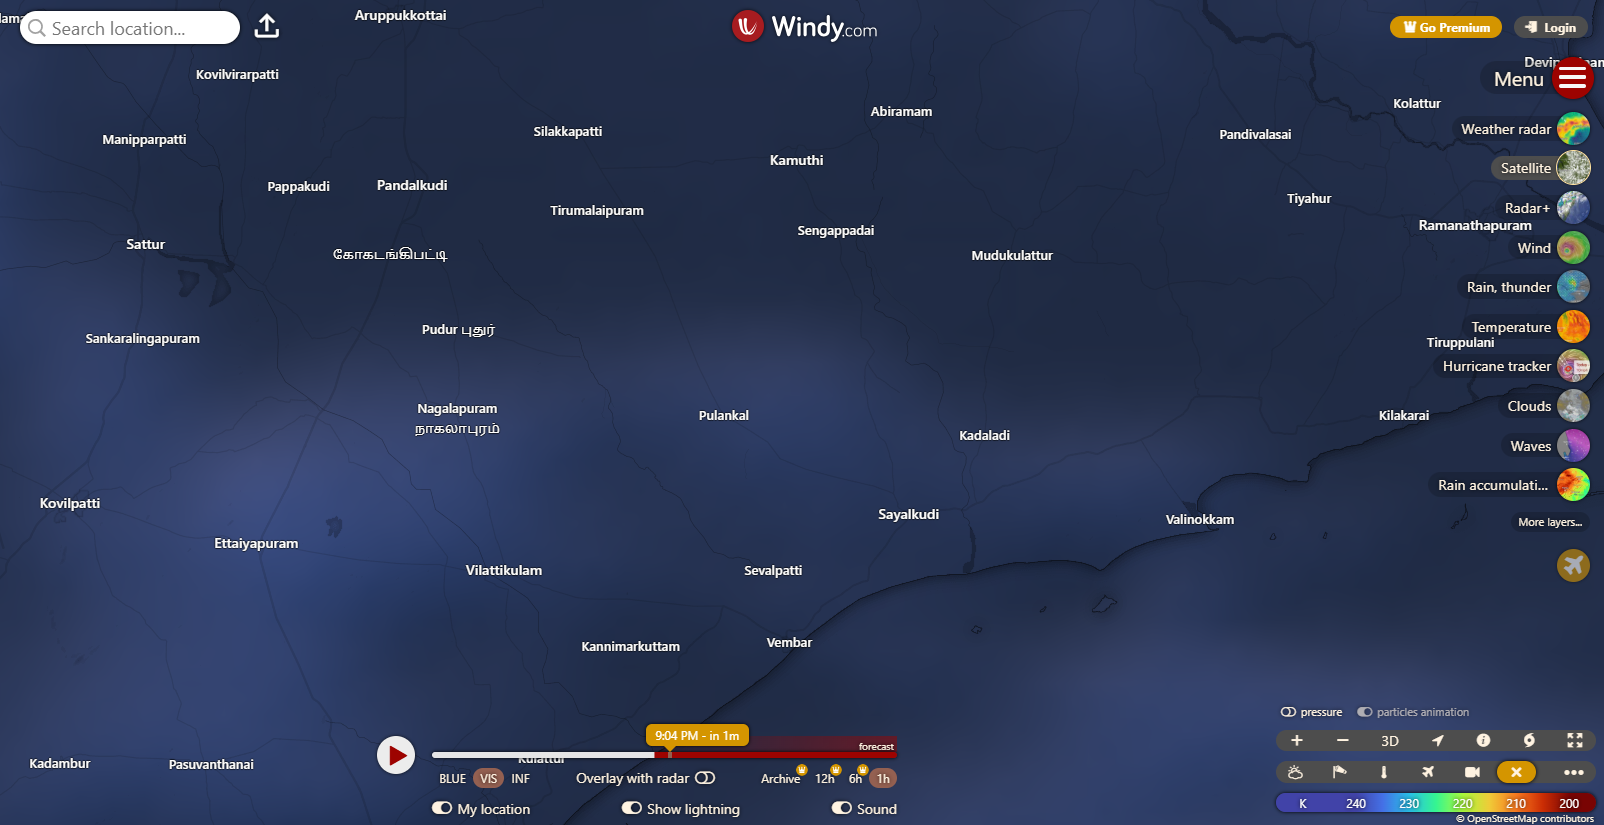 Search location...
Aruppukkottai
Windy.com
Go Premium
Login
Kovilvirarpatti
Menu
Abiramam
Kolattur
Manipparpatti
Silakkapatti
Pandivalasai
Weather radar
Kamuthi
Satellite
Pappakudi
Pandalkudi
Tirumalaipuram
Tiyahur
Radar+
Ramanathapuram
Sattur
கோகடங்கிபட்டி
Sengappadai
Mudukulattur
Wind
Rain, thunder
Sankaralingapuram
Pudur புதூர்
Temperature
Tiruppulani
Hurricane tracker
Nagalapuram
நாகலாபுரம்
Pulankal
Kadaladi
Kilakarai
Clouds
Waves
Kovilpatti
Rain accumulati...
Sayalkudi
Valinokkam
More layers...
Ettaiyapuram
Vilattikulam
Sevalpatti
Kannimarkuttam
Vembar
pressure
particles animation
9:04 PM - in 1m
forecast
3D
Kadambur
Pasuvanthanai
BLUE VIS INF
Overlay with radar
Archive 12h 6h 1h
My location
Show lightning
Sound
K 240 230 220 210 200
© OpenStreetMap contributors